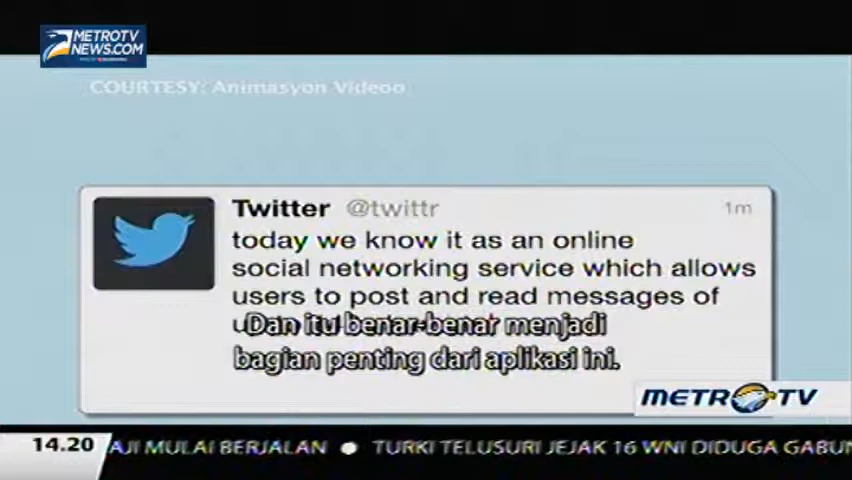 METROTV
NEWS.COM
COURTESY: Animasyon Videoo
Twitter @twittr 1m
today we know it as an online
social networking service which allows
users to post and read messages of
Dan itu benar-benar menjadi
bagian penting dari aplikasi ini.
METRO TV
14.20 AJI MULAI BERJALAN ● TURKI TELUSURI JEJAK 16 WNI DIDUGA GABUN